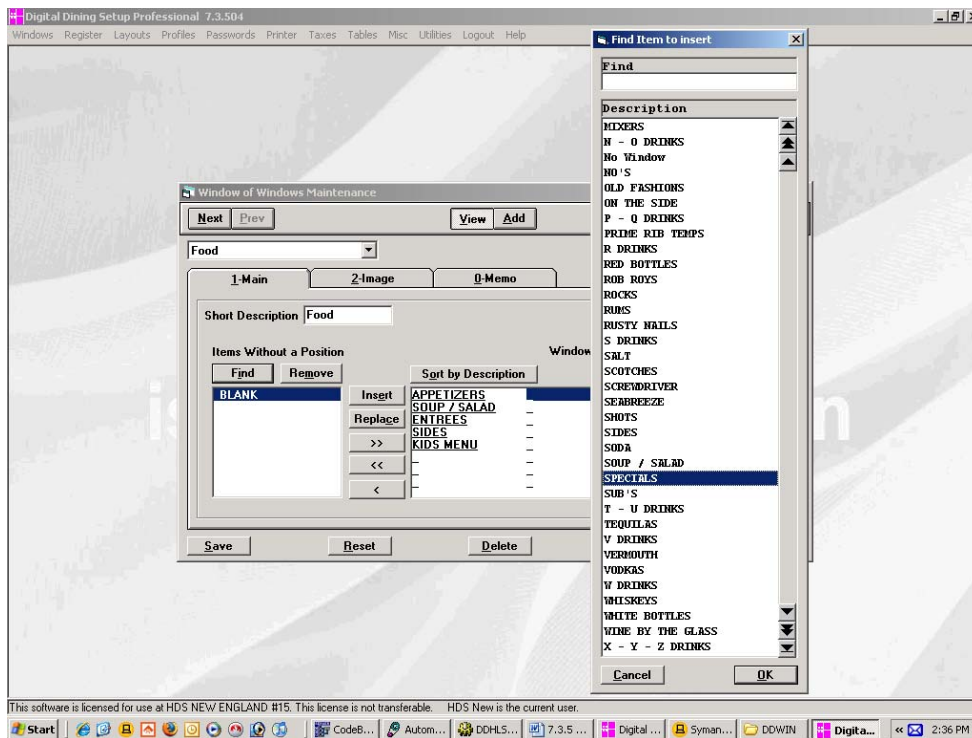 Digital Dining Setup Professional 7.3.504
Windows Register Layouts Profiles Passwords Printer Taxes Tables Misc Utilities Logout Help
Window of Windows Maintenance
Next Prev View Add
Food
1-Main 2-Image 0-Memo
Short Description Food
Items Without a Position Window
Find Remove Sort by Description
BLANK
Insert
Replace
>>
<<
<
APPETIZERS
SOUP / SALAD
ENTREES
SIDES
KIDS MENU
Save Reset Delete
Find Item to insert
Find
Description
MIXERS
N - O DRINKS
No Window
NO'S
OLD FASHIONS
ON THE SIDE
P - Q DRINKS
PRIME RIB TEMPS
R DRINKS
RED BOTTLES
ROB ROYS
ROCKS
RUMS
RUSTY NAILS
S DRINKS
SALT
SCOTCHES
SCREWDRIVER
SEABREEZE
SHOTS
SIDES
SODA
SOUP / SALAD
SPECIALS
SUB'S
T - U DRINKS
TEQUILAS
V DRINKS
VERMOUTH
VODKAS
W DRINKS
WHISKEYS
WHITE BOTTLES
WINE BY THE GLASS
X - Y - Z DRINKS
Cancel OK
This software is licensed for use at HDS NEW ENGLAND #15. This license is not transferable. HDS New is the current user.
Start CodeB... Autom... DDHLS... 7.3.5 ... Digital ... Syman... DDWIN Digita... « 2:36 PM